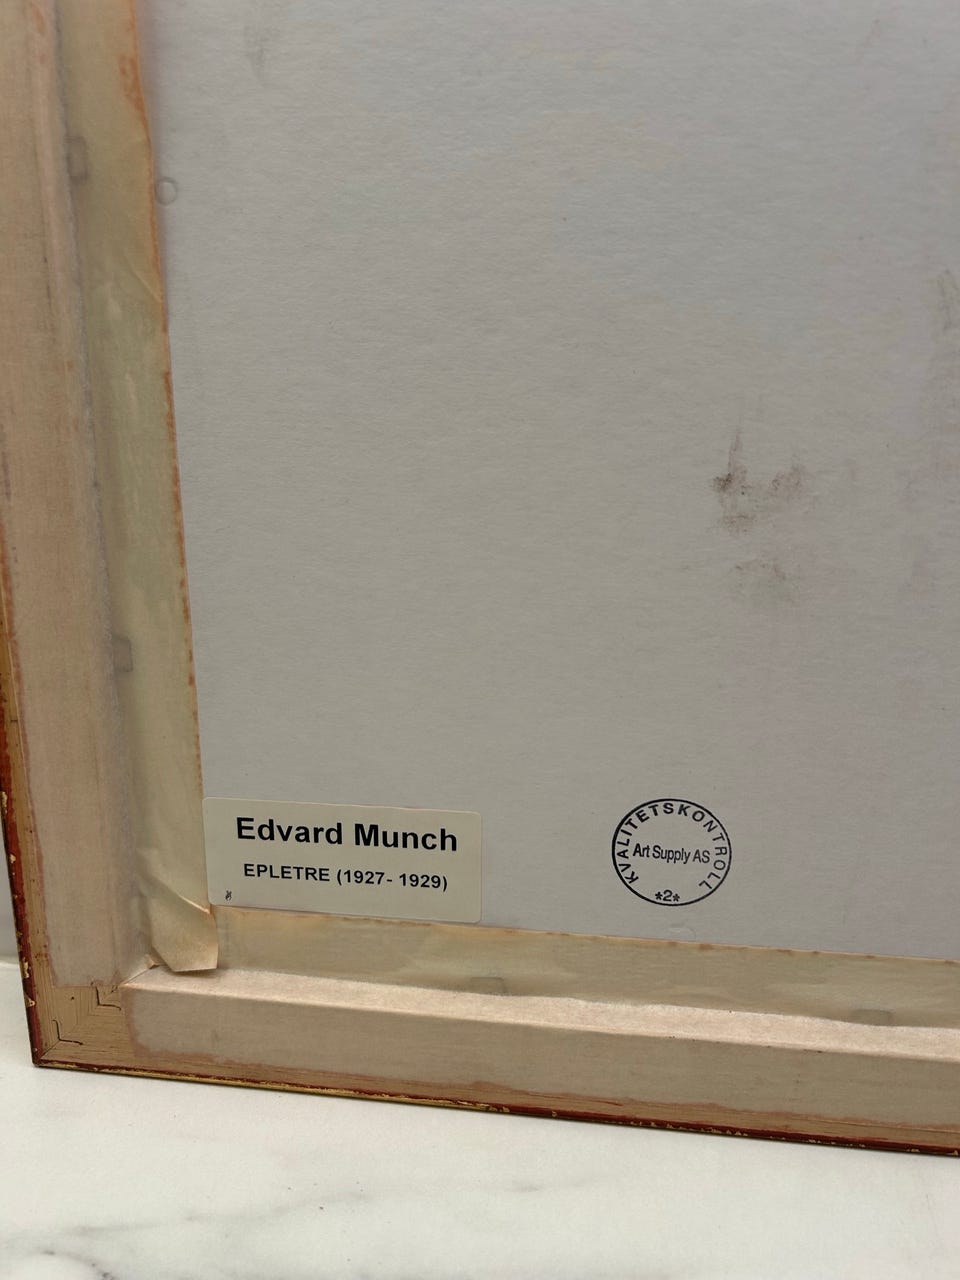 Edvard Munch
EPLETRE (1927- 1929)
KVALITETSKONTROLL
Art Supply AS
*2*